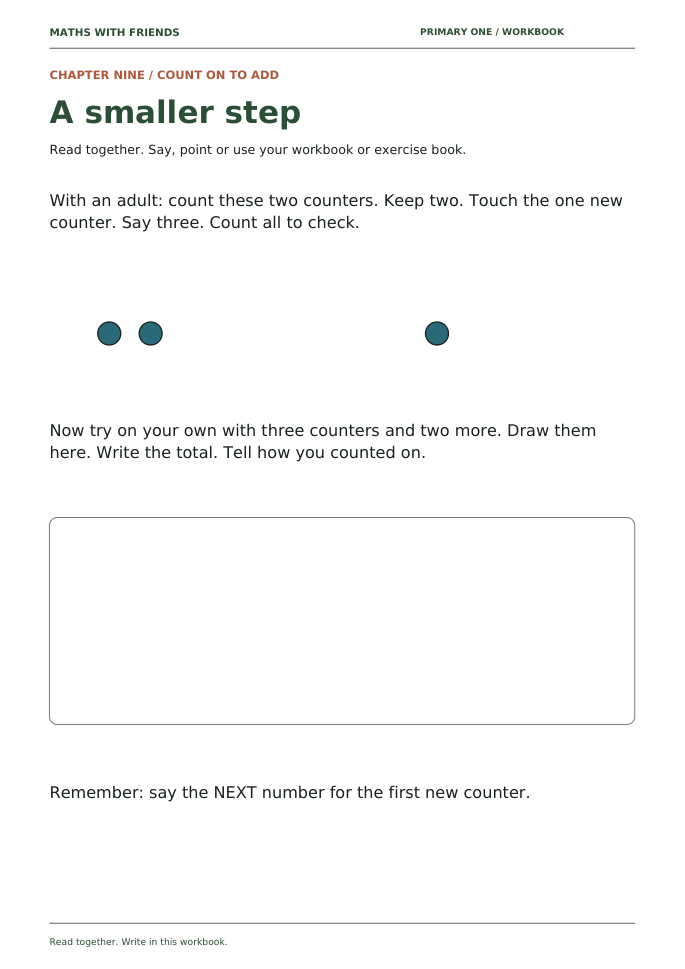 MATHS WITH FRIENDS
PRIMARY ONE / WORKBOOK
CHAPTER NINE / COUNT ON TO ADD
A smaller step
Read together. Say, point or use your workbook or exercise book.
With an adult: count these two counters. Keep two. Touch the one new
counter. Say three. Count all to check.
Now try on your own with three counters and two more. Draw them
here. Write the total. Tell how you counted on.
Remember: say the NEXT number for the first new counter.
Read together. Write in this workbook.